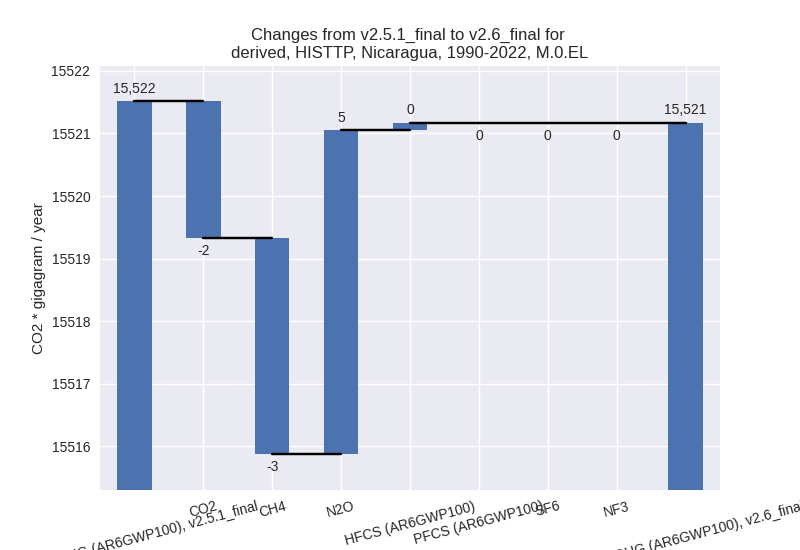 Changes from v2.5.1_final to v2.6_final for
derived, HISTTP, Nicaragua, 1990-2022, M.0.EL
CO2 * gigagram / year
15522
15521
15520
15519
15518
15517
15516
15,522
-2
-3
5
0
0
0
0
15,521
(AR6GWP100), v2.5.1_final
CO2
CH4
N2O
HFCS (AR6GWP100)
PFCS (AR6GWP100)
SF6
NF3
(AR6GWP100), v2.6_final